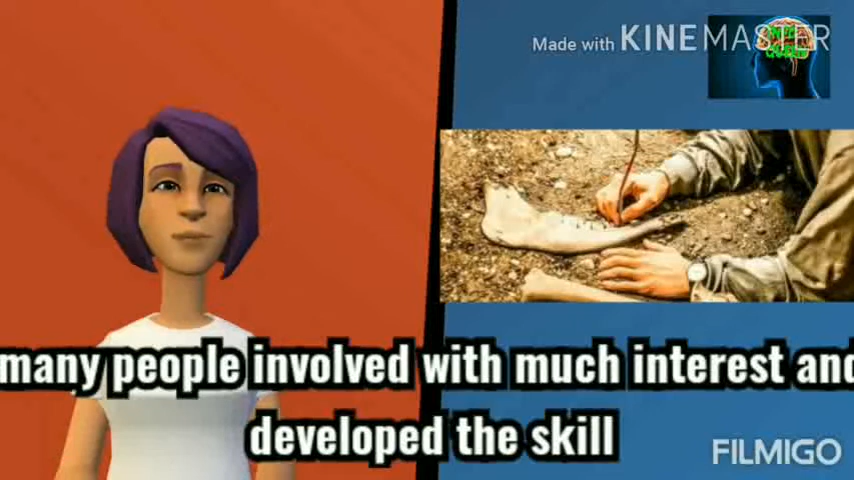 Made with KINEMASTER
many people involved with much interest and
developed the skill
FILMIGO